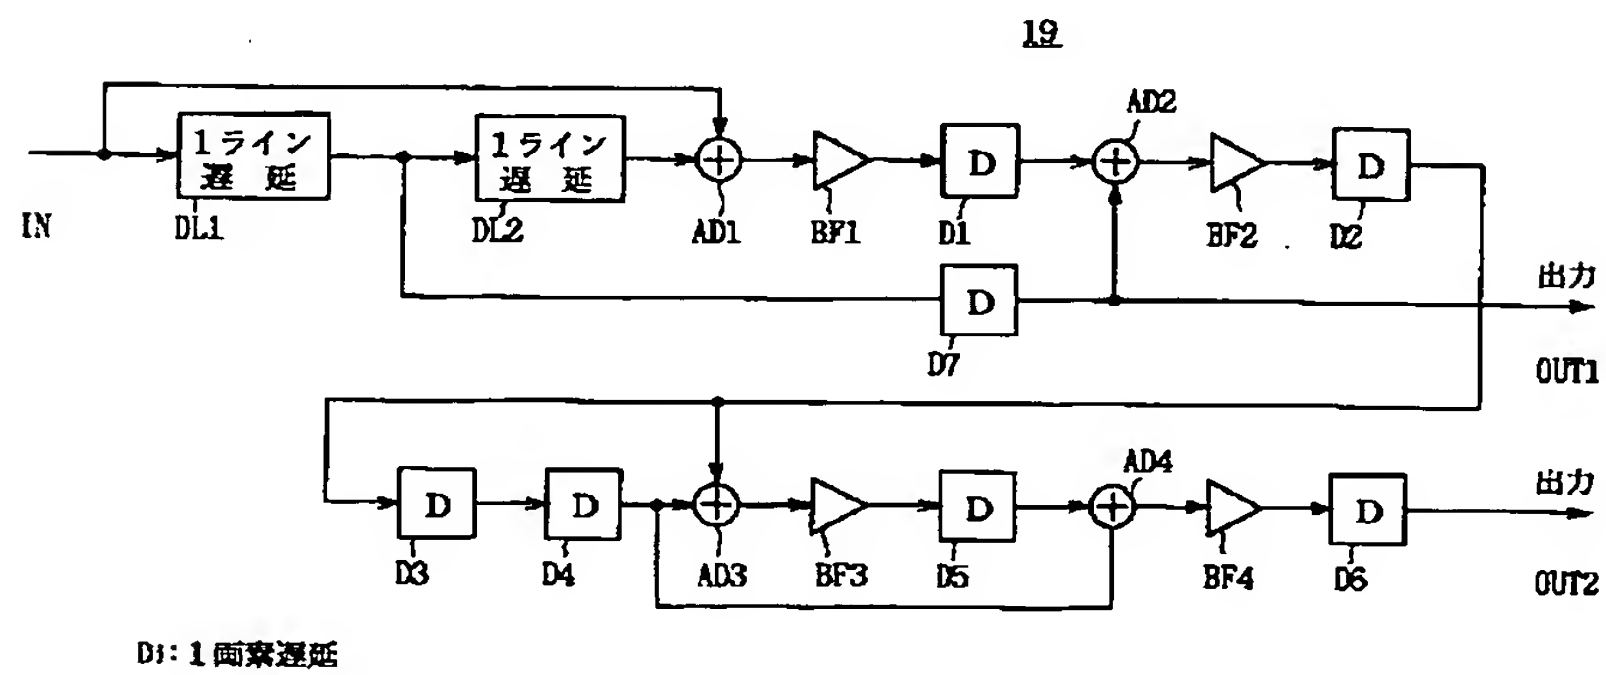 19
AD2
1ライン
遅 延
1ライン
遅 延
D
D
IN
DL1
DL2
AD1
BF1
D1
BF2
D2
D
D7
出力
OUT1
AD4
D
D
D
D
出力
D3
D4
AD3
BF3
D5
BF4
D6
OUT2
Di:1画素遅延